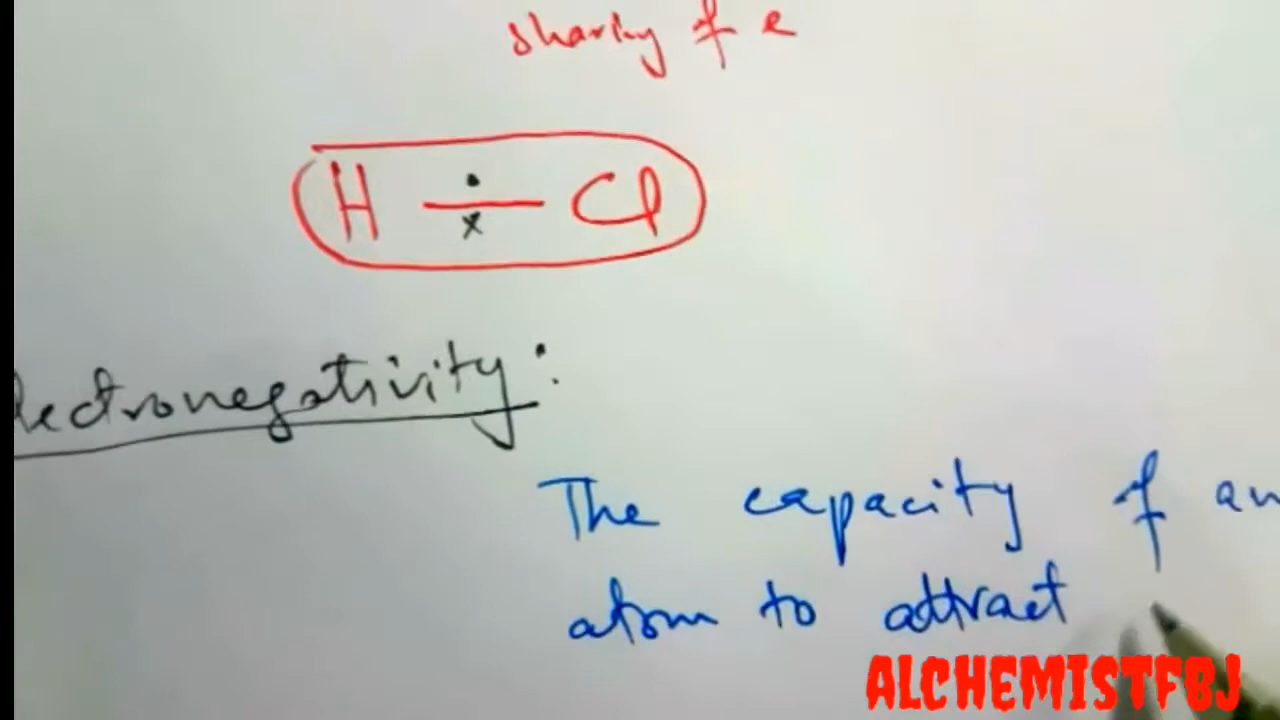 sharing of e
H — Cl
lectronegativity:
The capacity of an
atom to attract
ALCHEMISTFBJ